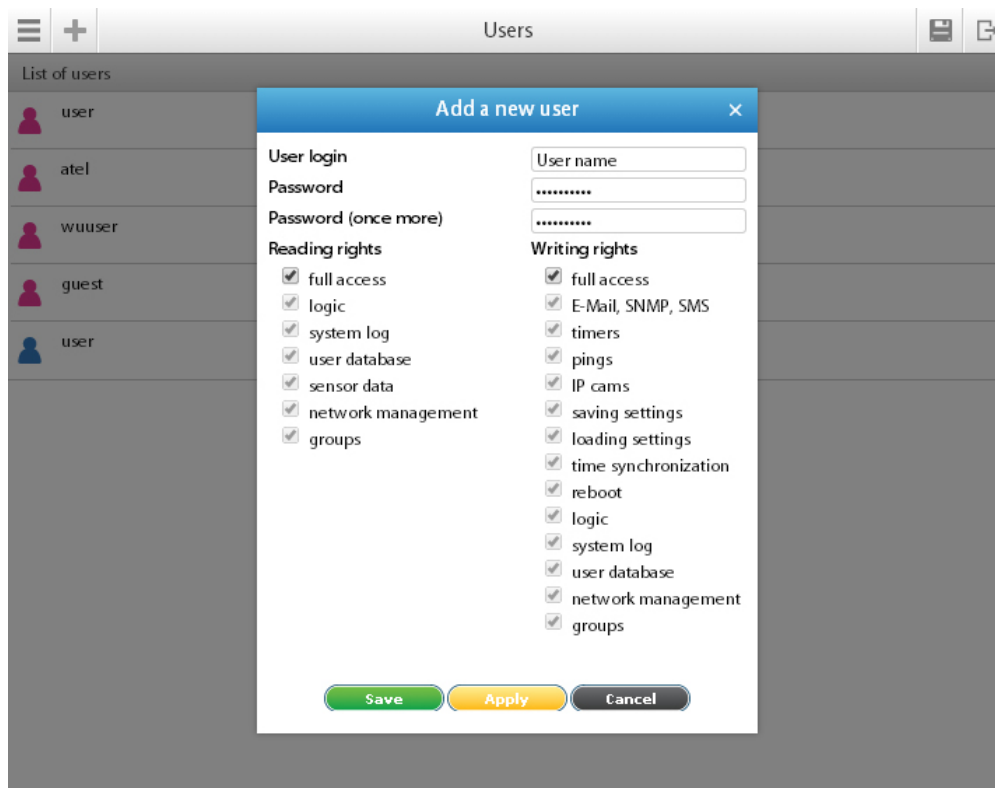 Users
List of users
user
atel
wuuser
guest
user
Add a new user
User login
User name
Password
••••••••••
Password (once more)
••••••••••
Reading rights
full access
logic
system log
user database
sensor data
network management
groups
Writing rights
full access
E-Mail, SNMP, SMS
timers
pings
IP cams
saving settings
loading settings
time synchronization
reboot
logic
system log
user database
network management
groups
Save
Apply
Cancel